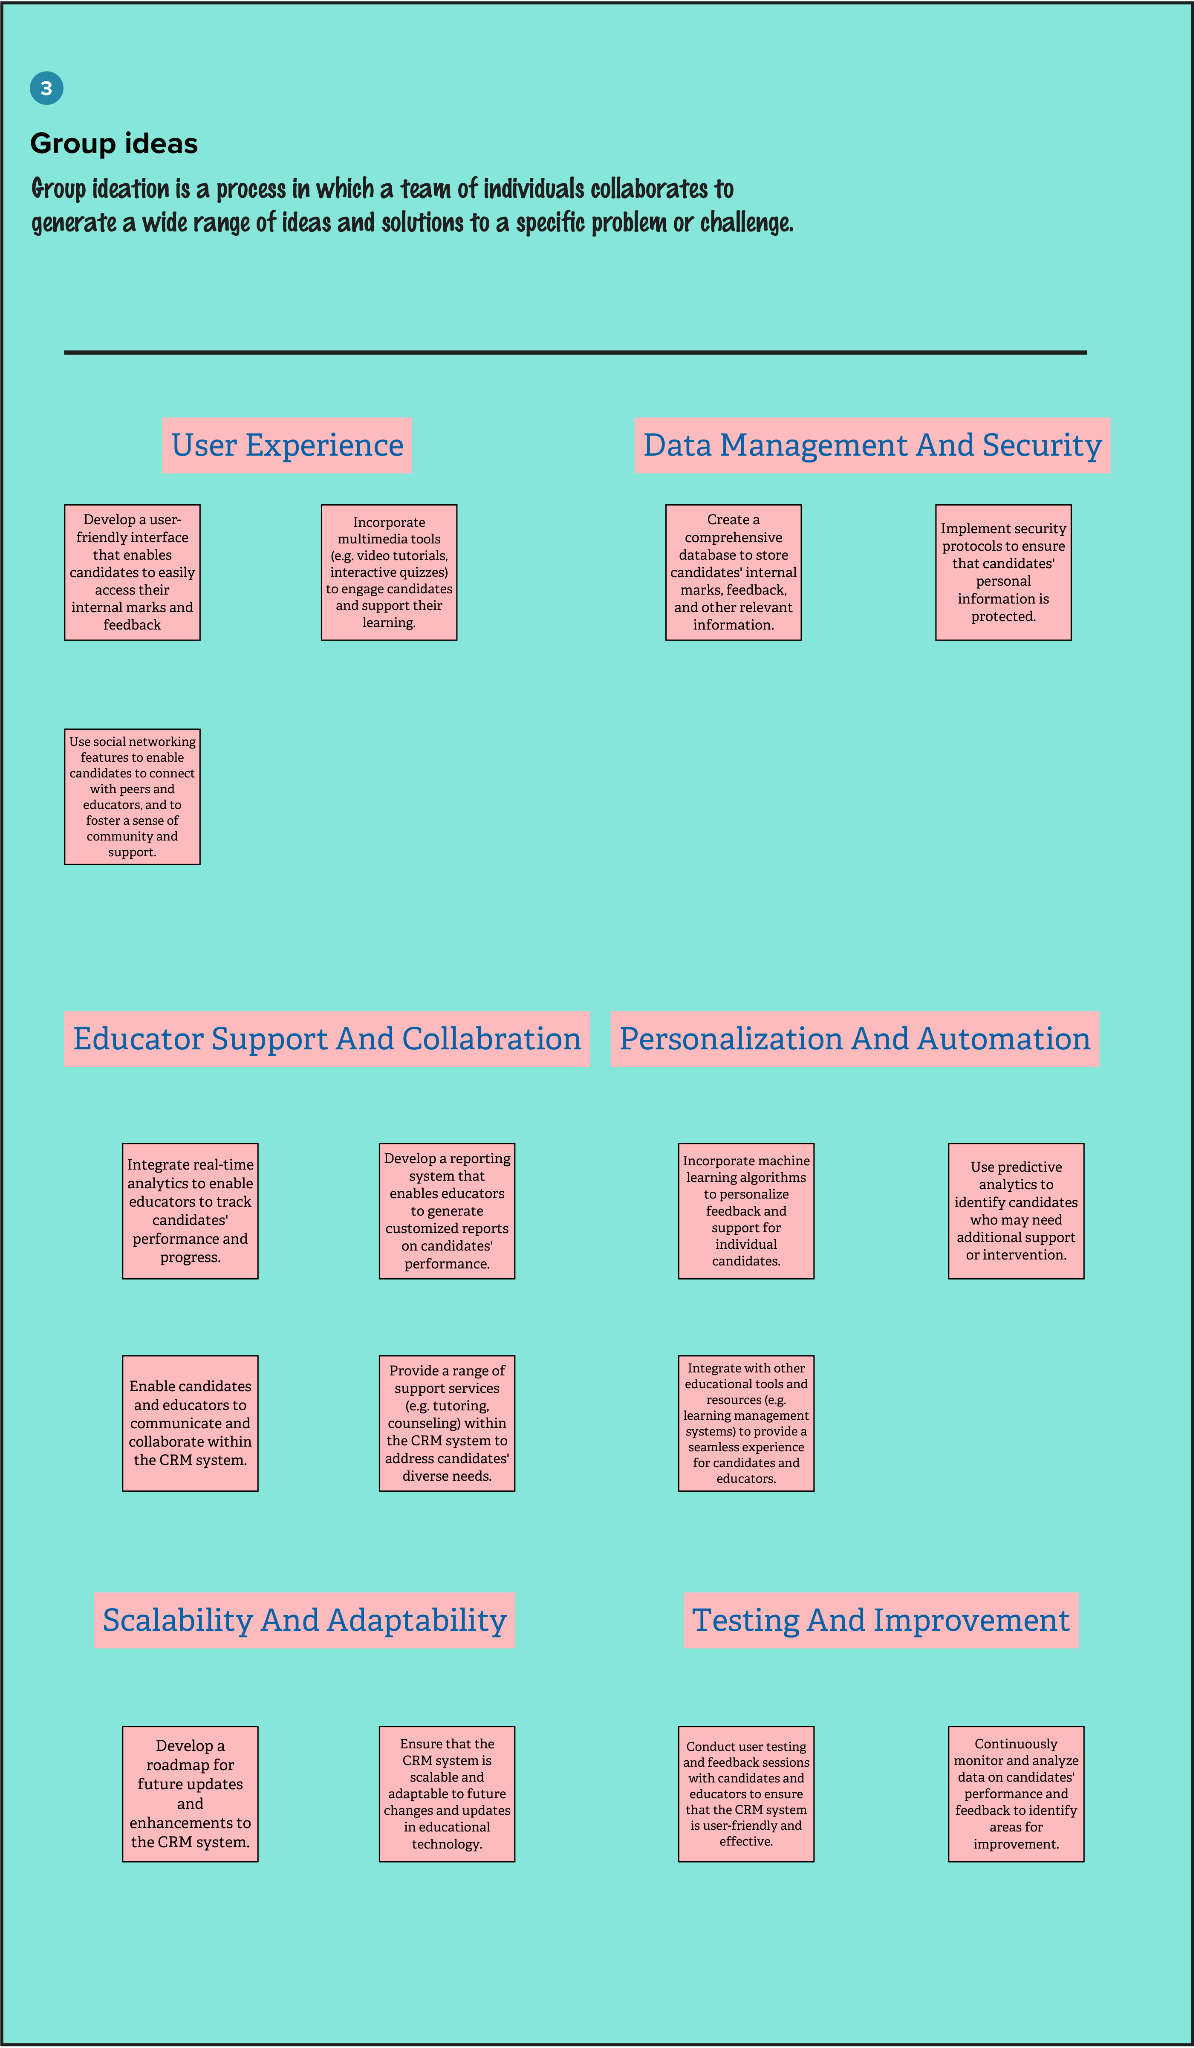 3
Group ideas
Group ideation is a process in which a team of individuals collaborates to
generate a wide range of ideas and solutions to a specific problem or challenge.
User Experience
Develop a user-
friendly interface
that enables
candidates to easily
access their
internal marks and
feedback
Incorporate
multimedia tools
(e.g. video tutorials,
interactive quizzes)
to engage candidates
and support their
learning.
Use social networking
features to enable
candidates to connect
with peers and
educators, and to
foster a sense of
community and
support.
Data Management And Security
Create a
comprehensive
database to store
candidates' internal
marks, feedback,
and other relevant
information.
Implement security
protocols to ensure
that candidates'
personal
information is
protected.
Educator Support And Collabration
Integrate real-time
analytics to enable
educators to track
candidates'
performance and
progress.
Develop a reporting
system that
enables educators
to generate
customized reports
on candidates'
performance.
Enable candidates
and educators to
communicate and
collaborate within
the CRM system.
Provide a range of
support services
(e.g. tutoring,
counseling) within
the CRM system to
address candidates'
diverse needs.
Personalization And Automation
Incorporate machine
learning algorithms
to personalize
feedback and
support for
individual
candidates.
Use predictive
analytics to
identify candidates
who may need
additional support
or intervention.
Integrate with other
educational tools and
resources (e.g.
learning management
systems) to provide a
seamless experience
for candidates and
educators.
Scalability And Adaptability
Develop a
roadmap for
future updates
and
enhancements to
the CRM system.
Ensure that the
CRM system is
scalable and
adaptable to future
changes and updates
in educational
technology.
Testing And Improvement
Conduct user testing
and feedback sessions
with candidates and
educators to ensure
that the CRM system
is user-friendly and
effective.
Continuously
monitor and analyze
data on candidates'
performance and
feedback to identify
areas for
improvement.